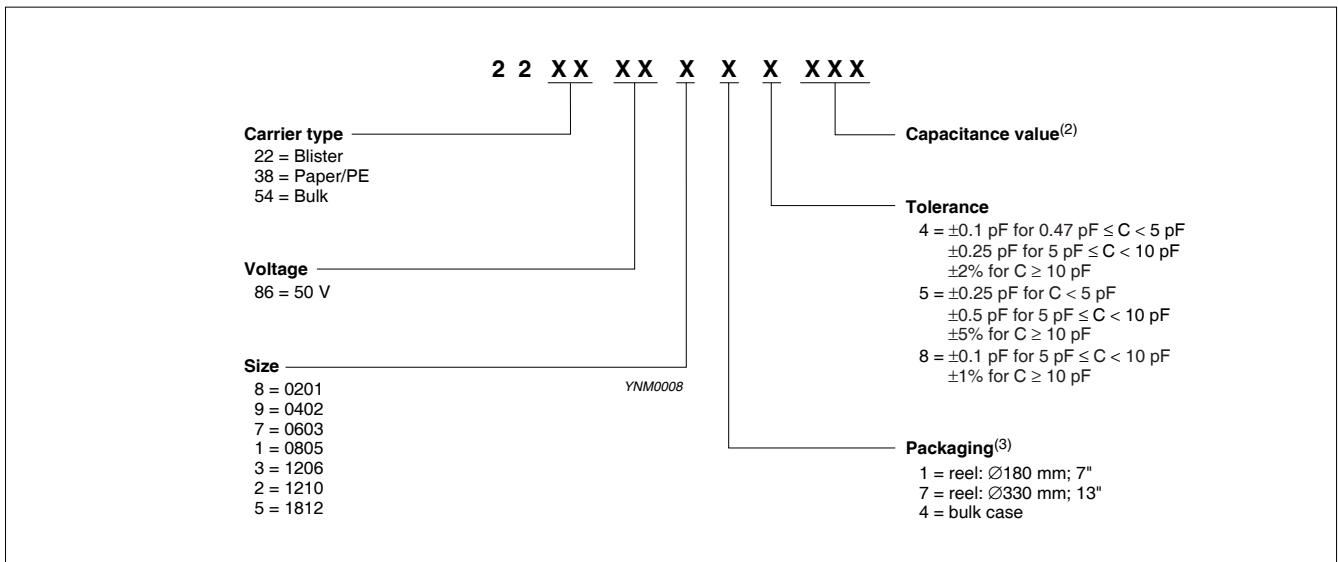 2 2 X X X X X X X X X X
Carrier type
22 = Blister
38 = Paper/PE
54 = Bulk
Voltage
86 = 50 V
Size
8 = 0201
9 = 0402
7 = 0603
1 = 0805
3 = 1206
2 = 1210
5 = 1812
YNM0008
Capacitance value(2)
Tolerance
4 = ±0.1 pF for 0.47 pF ≤ C < 5 pF
±0.25 pF for 5 pF ≤ C < 10 pF
±2% for C ≥ 10 pF
5 = ±0.25 pF for C < 5 pF
±0.5 pF for 5 pF ≤ C < 10 pF
±5% for C ≥ 10 pF
8 = ±0.1 pF for 5 pF ≤ C < 10 pF
±1% for C ≥ 10 pF
Packaging(3)
1 = reel: ∅180 mm; 7"
7 = reel: ∅330 mm; 13"
4 = bulk case